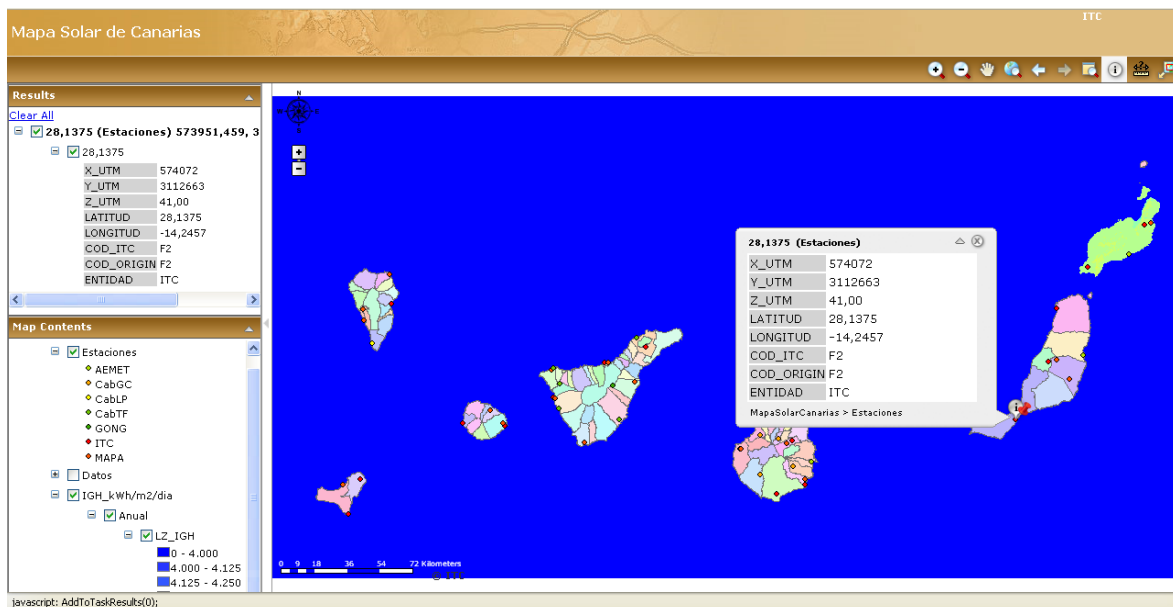 ITC
Mapa Solar de Canarias
Results
Clear All
28,1375 (Estaciones) 573951,459, 3
28,1375
X_UTM 574072
Y_UTM 3112663
Z_UTM 41,00
LATITUD 28,1375
LONGITUD -14,2457
COD_ITC F2
COD_ORIGIN F2
ENTIDAD ITC
Map Contents
Estaciones
AEMET
CabGC
CabLP
CabTF
GONG
ITC
MAPA
Datos
IGH_kWh/m2/dia
Anual
LZ_IGH
0 - 4.000
4.000 - 4.125
4.125 - 4.250
N
28,1375 (Estaciones)
X_UTM 574072
Y_UTM 3112663
Z_UTM 41,00
LATITUD 28,1375
LONGITUD -14,2457
COD_ITC F2
COD_ORIGIN F2
ENTIDAD ITC
MapaSolarCanarias > Estaciones
0 9 18 36 54 72 Kilometers
javascript: AddToTaskResults(0);